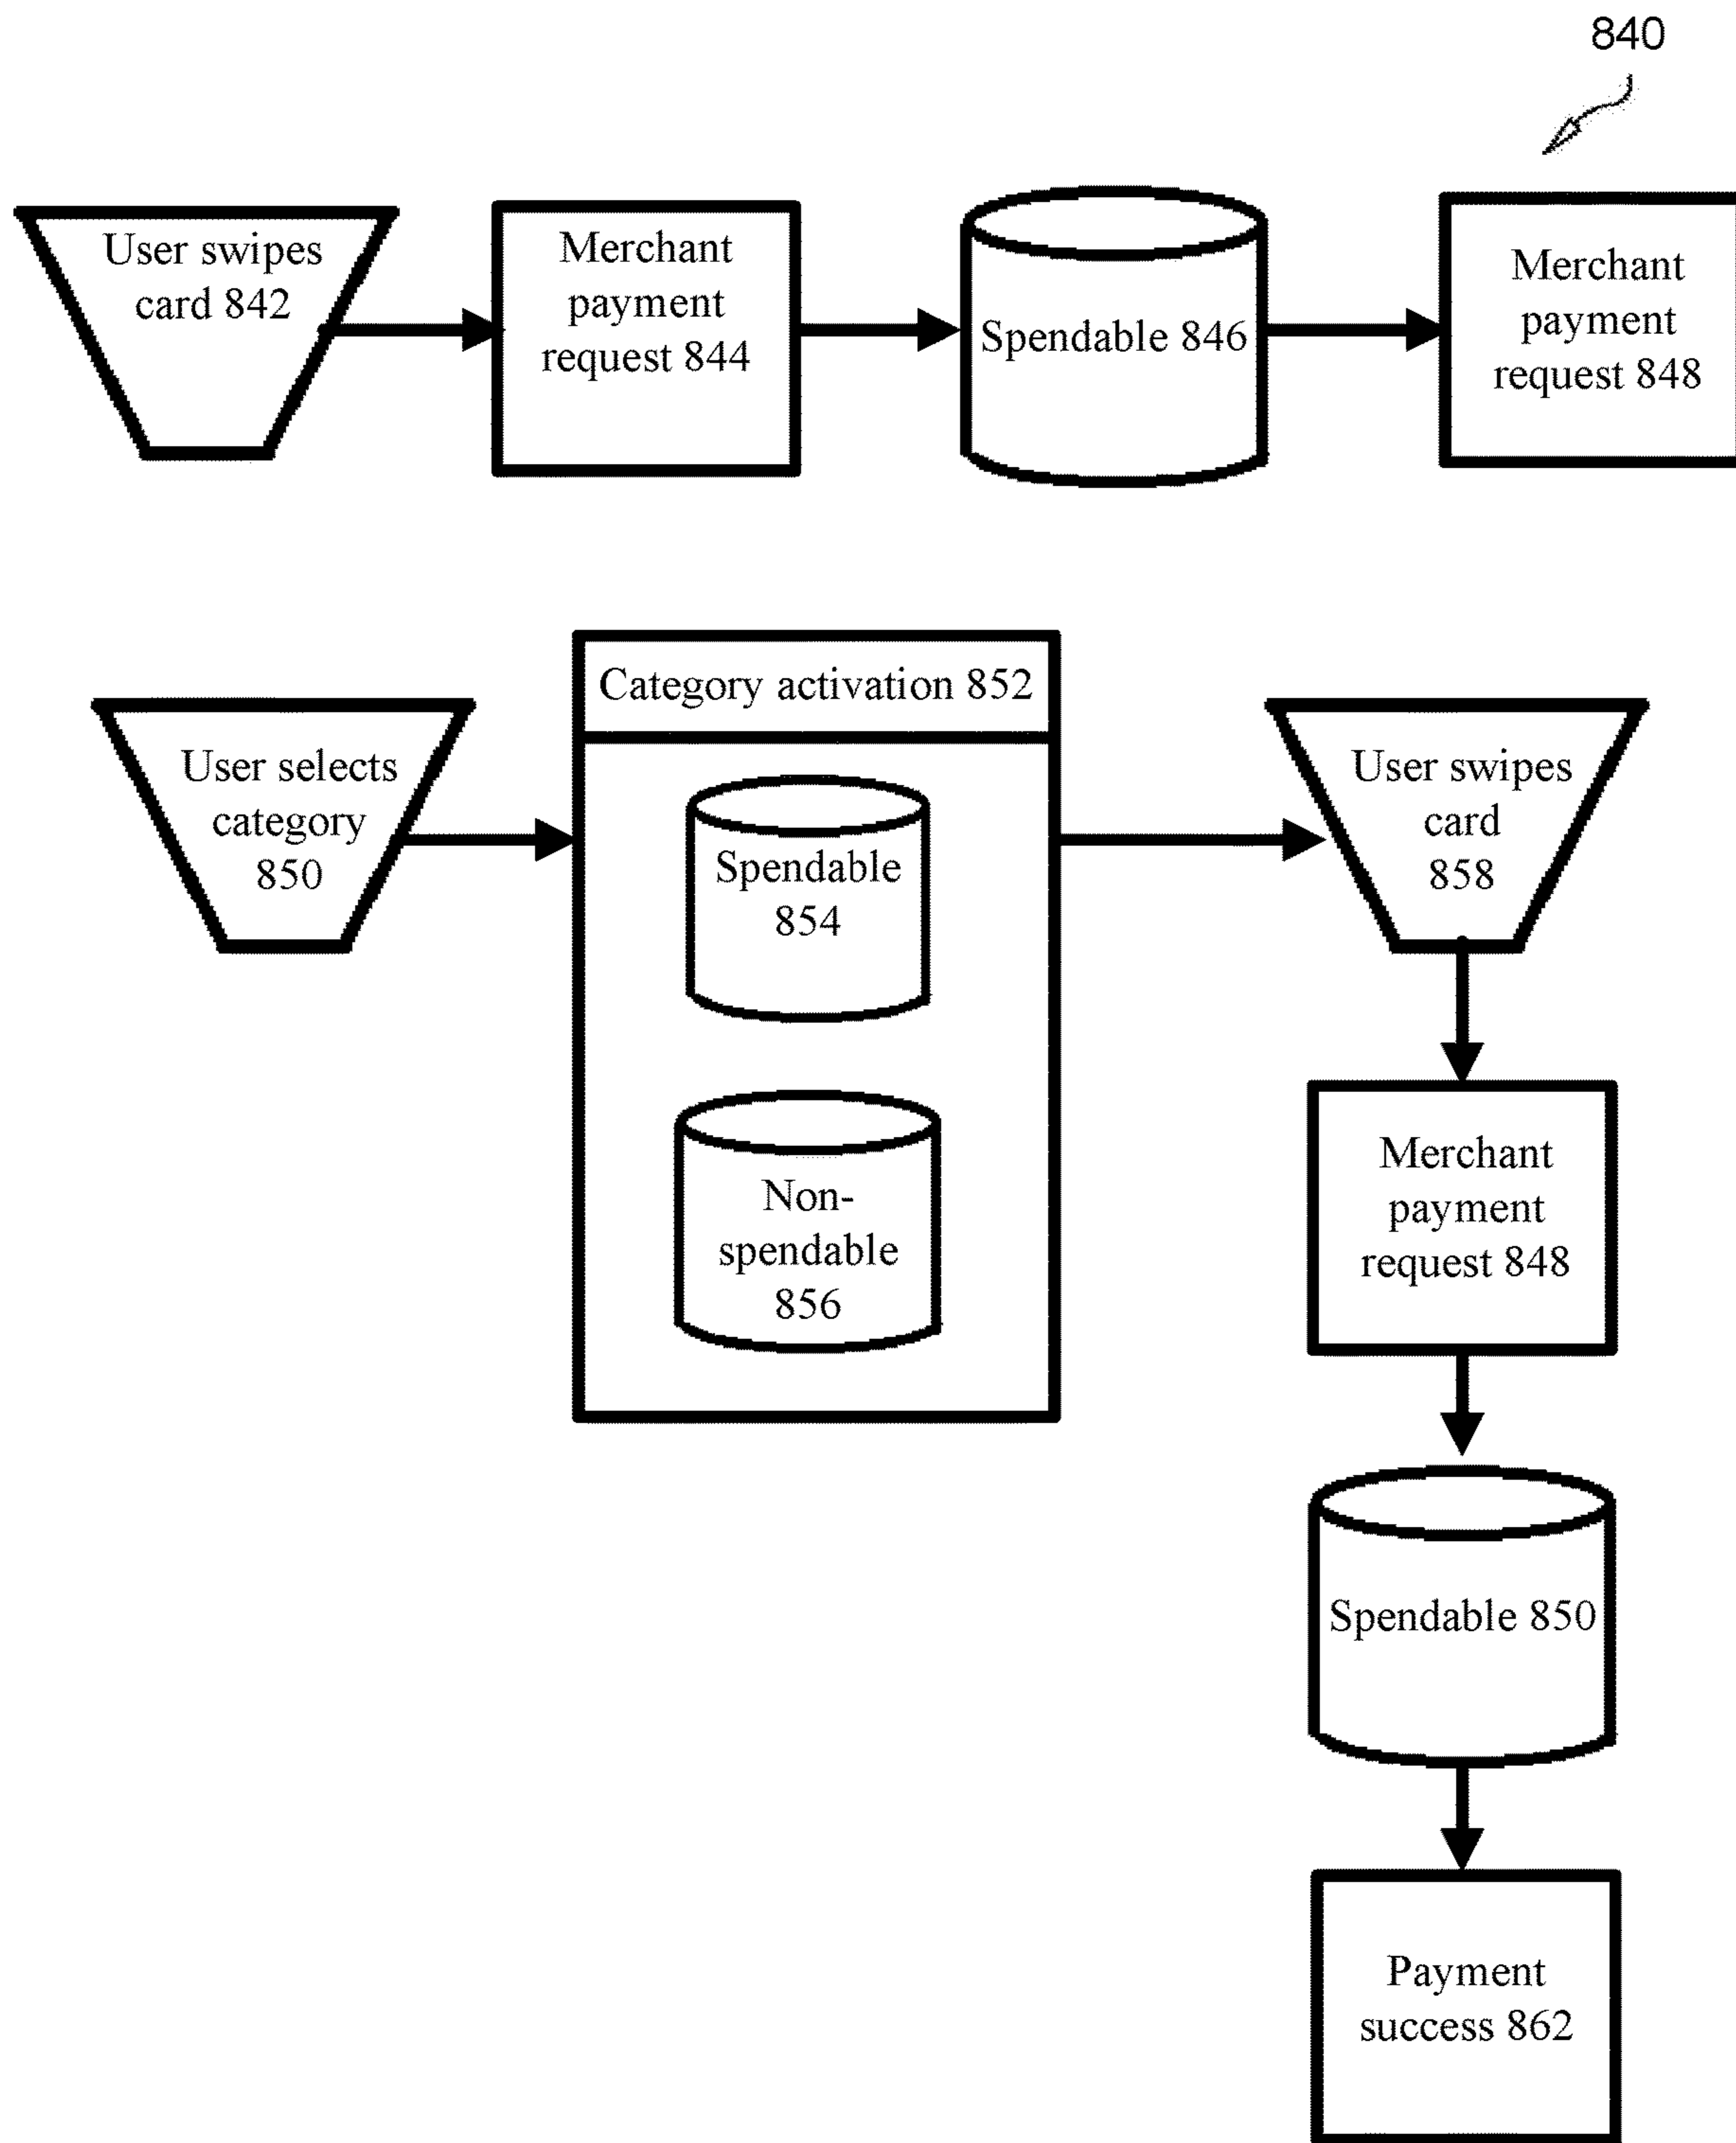 840
User swipes
card 842
Merchant
payment
request 844
Spendable 846
Merchant
payment
request 848
User selects
category
850
Category activation 852
Spendable
854
Non-
spendable
856
User swipes
card
858
Merchant
payment
request 848
Spendable 850
Payment
success 862